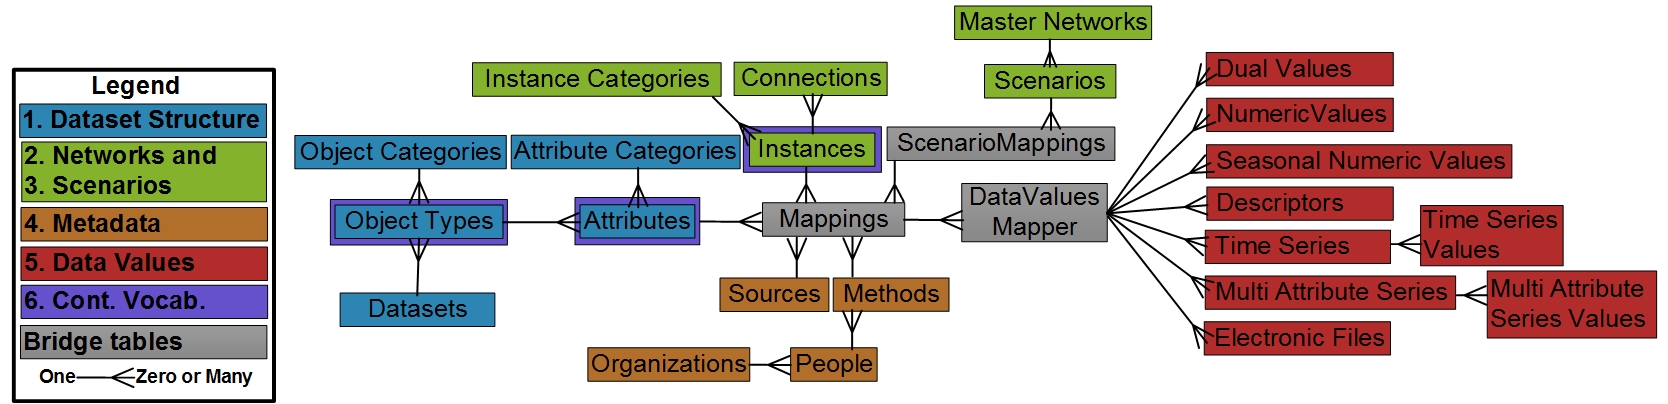 Legend
1. Dataset Structure
2. Networks and
3. Scenarios
4. Metadata
5. Data Values
6. Cont. Vocab.
Bridge tables
One
Zero or Many
Master Networks
Instance Categories
Connections
Scenarios
Object Categories
Attribute Categories
Instances
ScenarioMappings
Object Types
Attributes
Mappings
DataValues
Mapper
Datasets
Sources
Methods
Organizations
People
Dual Values
NumericValues
Seasonal Numeric Values
Descriptors
Time Series
Time Series
Values
Multi Attribute Series
Multi Attribute
Series Values
Electronic Files